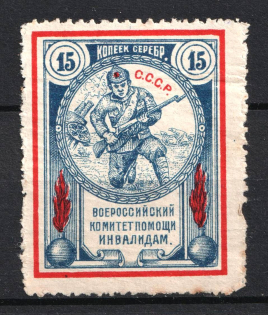 15 КОПЕЕК СЕРЕБР. 15
С.С.С.Р.
ВСЕРОССИЙСКИЙ
КОМИТЕТ ПОМОЩИ
ИНВАЛИДАМ.